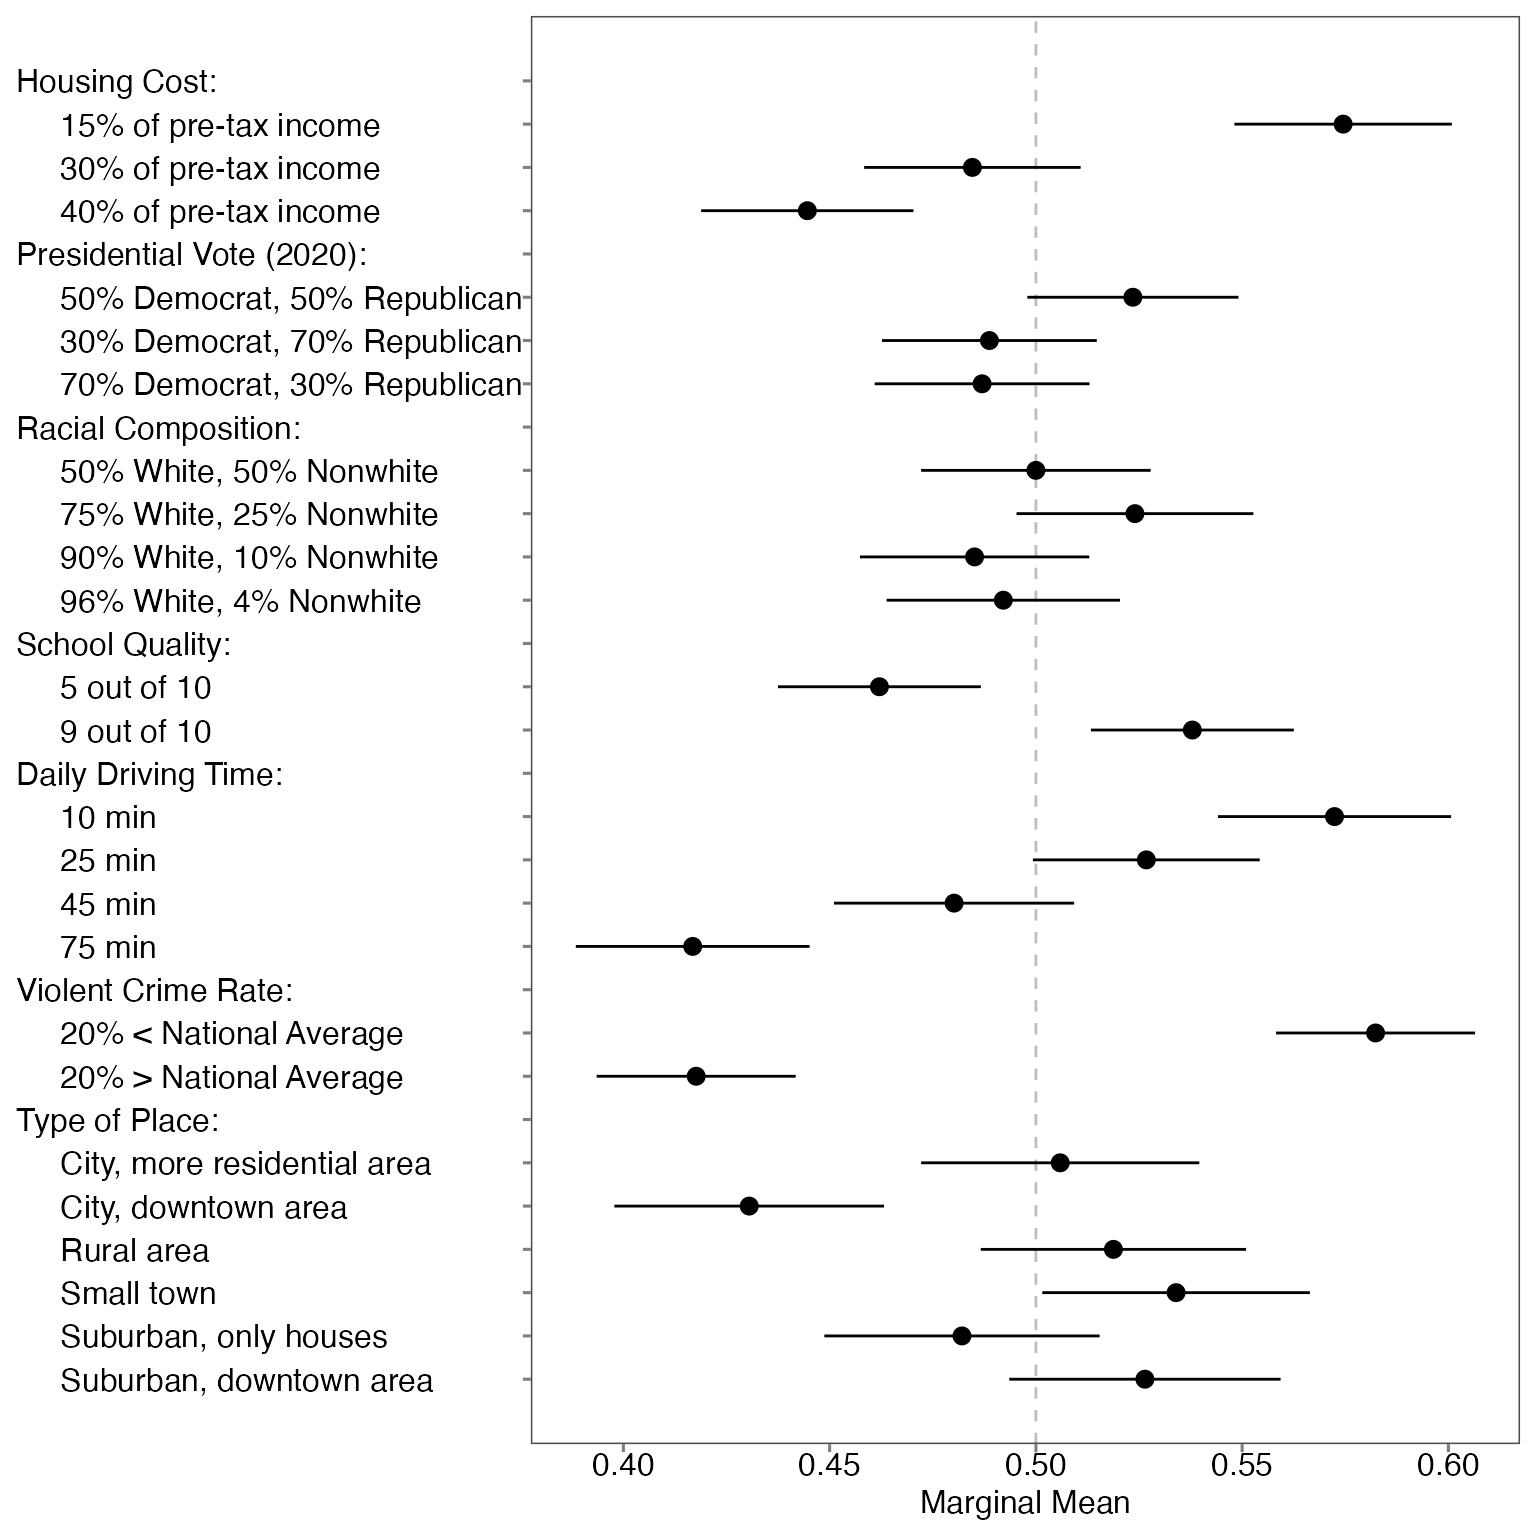 Housing Cost:
15% of pre-tax income
30% of pre-tax income
40% of pre-tax income
Presidential Vote (2020):
50% Democrat, 50% Republican
30% Democrat, 70% Republican
70% Democrat, 30% Republican
Racial Composition:
50% White, 50% Nonwhite
75% White, 25% Nonwhite
90% White, 10% Nonwhite
96% White, 4% Nonwhite
School Quality:
5 out of 10
9 out of 10
Daily Driving Time:
10 min
25 min
45 min
75 min
Violent Crime Rate:
20% < National Average
20% > National Average
Type of Place:
City, more residential area
City, downtown area
Rural area
Small town
Suburban, only houses
Suburban, downtown area
0.40 0.45 0.50 0.55 0.60
Marginal Mean